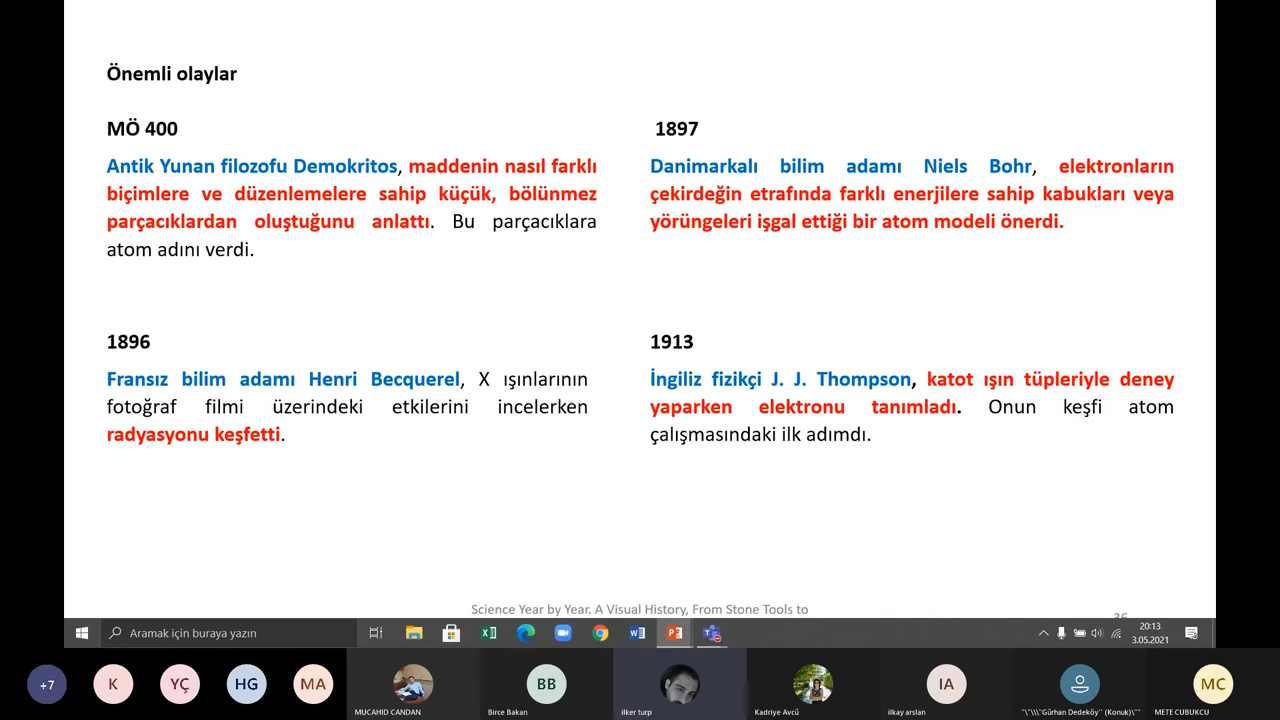 Önemli olaylar
MÖ 400
Antik Yunan filozofu Demokritos, maddenin nasıl farklı
biçimlere ve düzenlemelere sahip küçük, bölünmez
parçacıklardan oluştuğunu anlattı. Bu parçacıklara
atom adını verdi.
1896
Fransız bilim adamı Henri Becquerel, X ışınlarının
fotoğraf filmi üzerindeki etkilerini incelerken
radyasyonu keşfetti.
1897
Danimarkalı bilim adamı Niels Bohr, elektronların
çekirdeğin etrafında farklı enerjilere sahip kabukları veya
yörüngeleri işgal ettiği bir atom modeli önerdi.
1913
İngiliz fizikçi J. J. Thompson, katot ışın tüpleriyle deney
yaparken elektronu tanımladı. Onun keşfi atom
çalışmasındaki ilk adımdı.
Science Year by Year. A Visual History, From Stone Tools to
36
Aramak için buraya yazın
20:13
3.05.2021
+7
K
YÇ
HG
MA
MUCAHID CANDAN
BB
Birce Bakan
ilker turp
Kadriye Avcü
IA
ilkay arslan
"\"\\\"Gürhan Dedeköy'' (Konuk)\"
MC
METE CUBUKCU